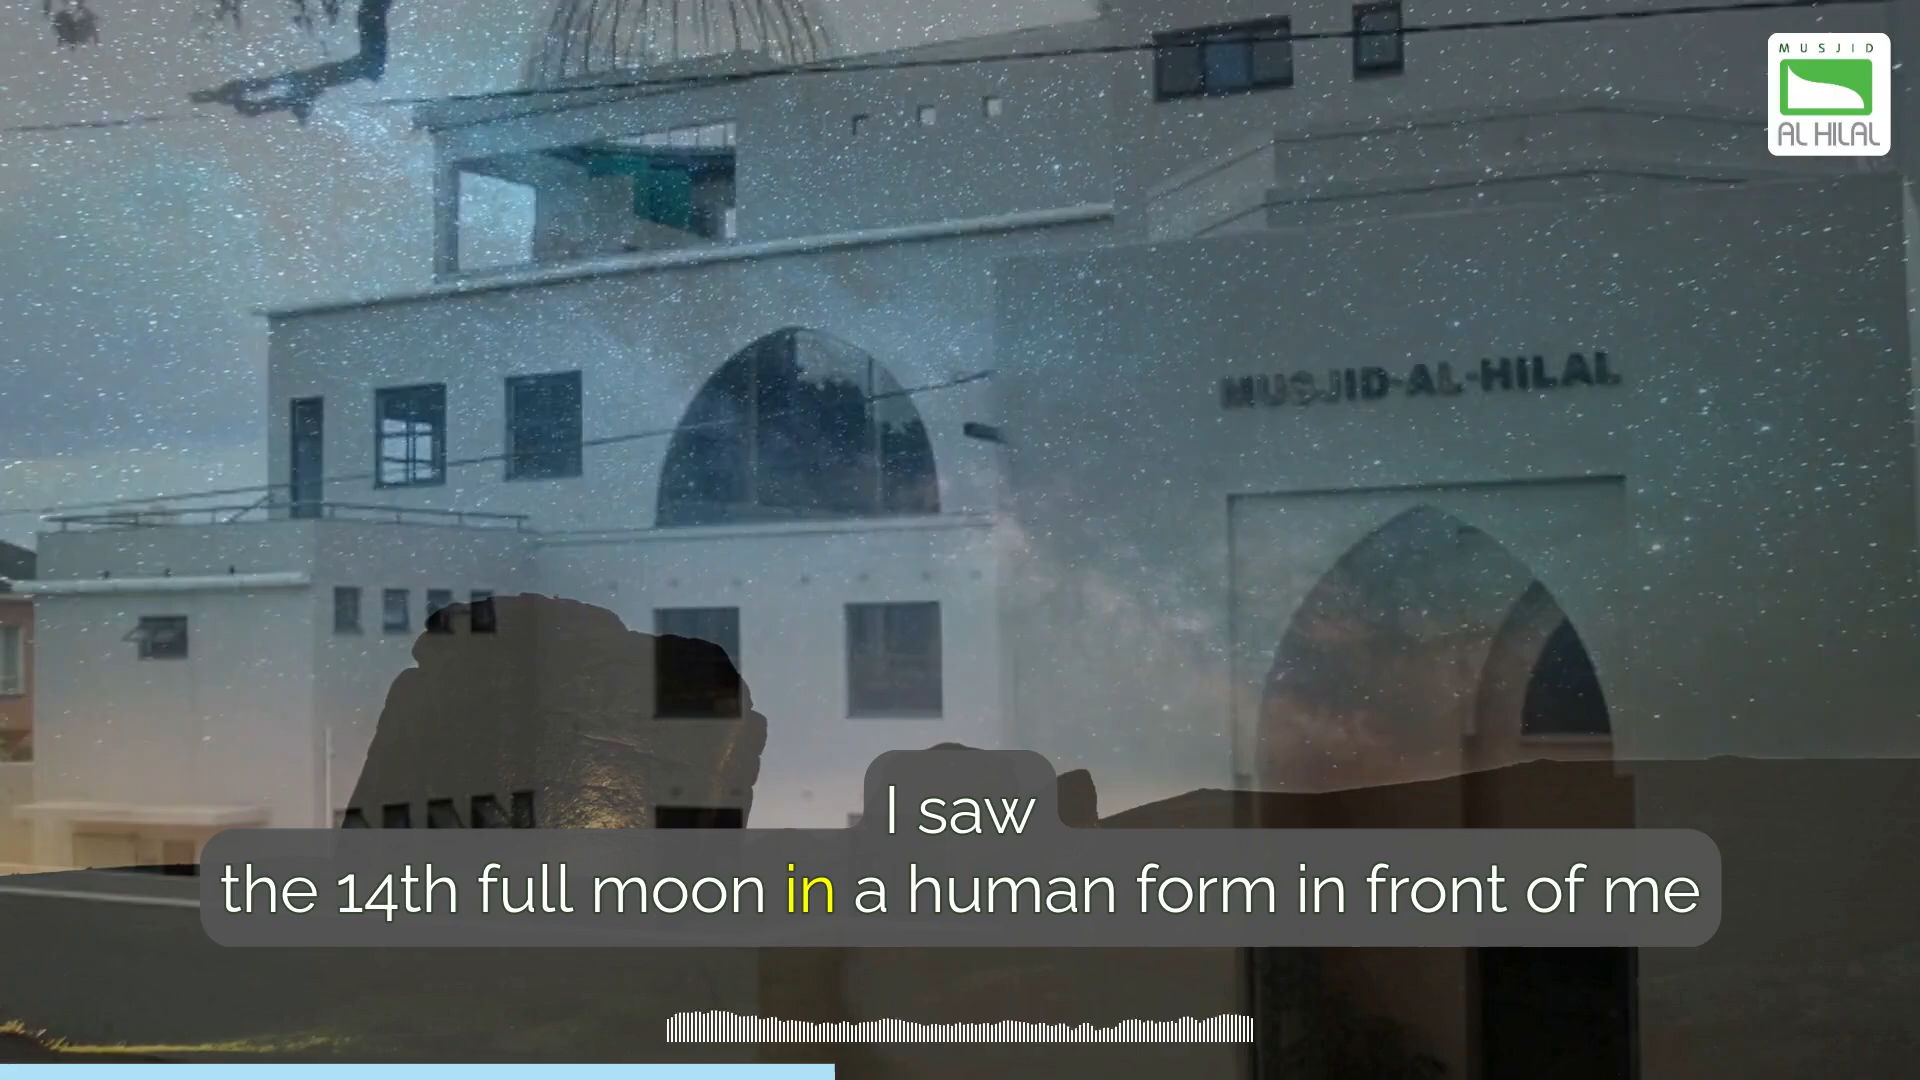 MUSJID
AL HILAL
MUSJID-AL-HILAL
I saw
the 14th full moon in a human form in front of me